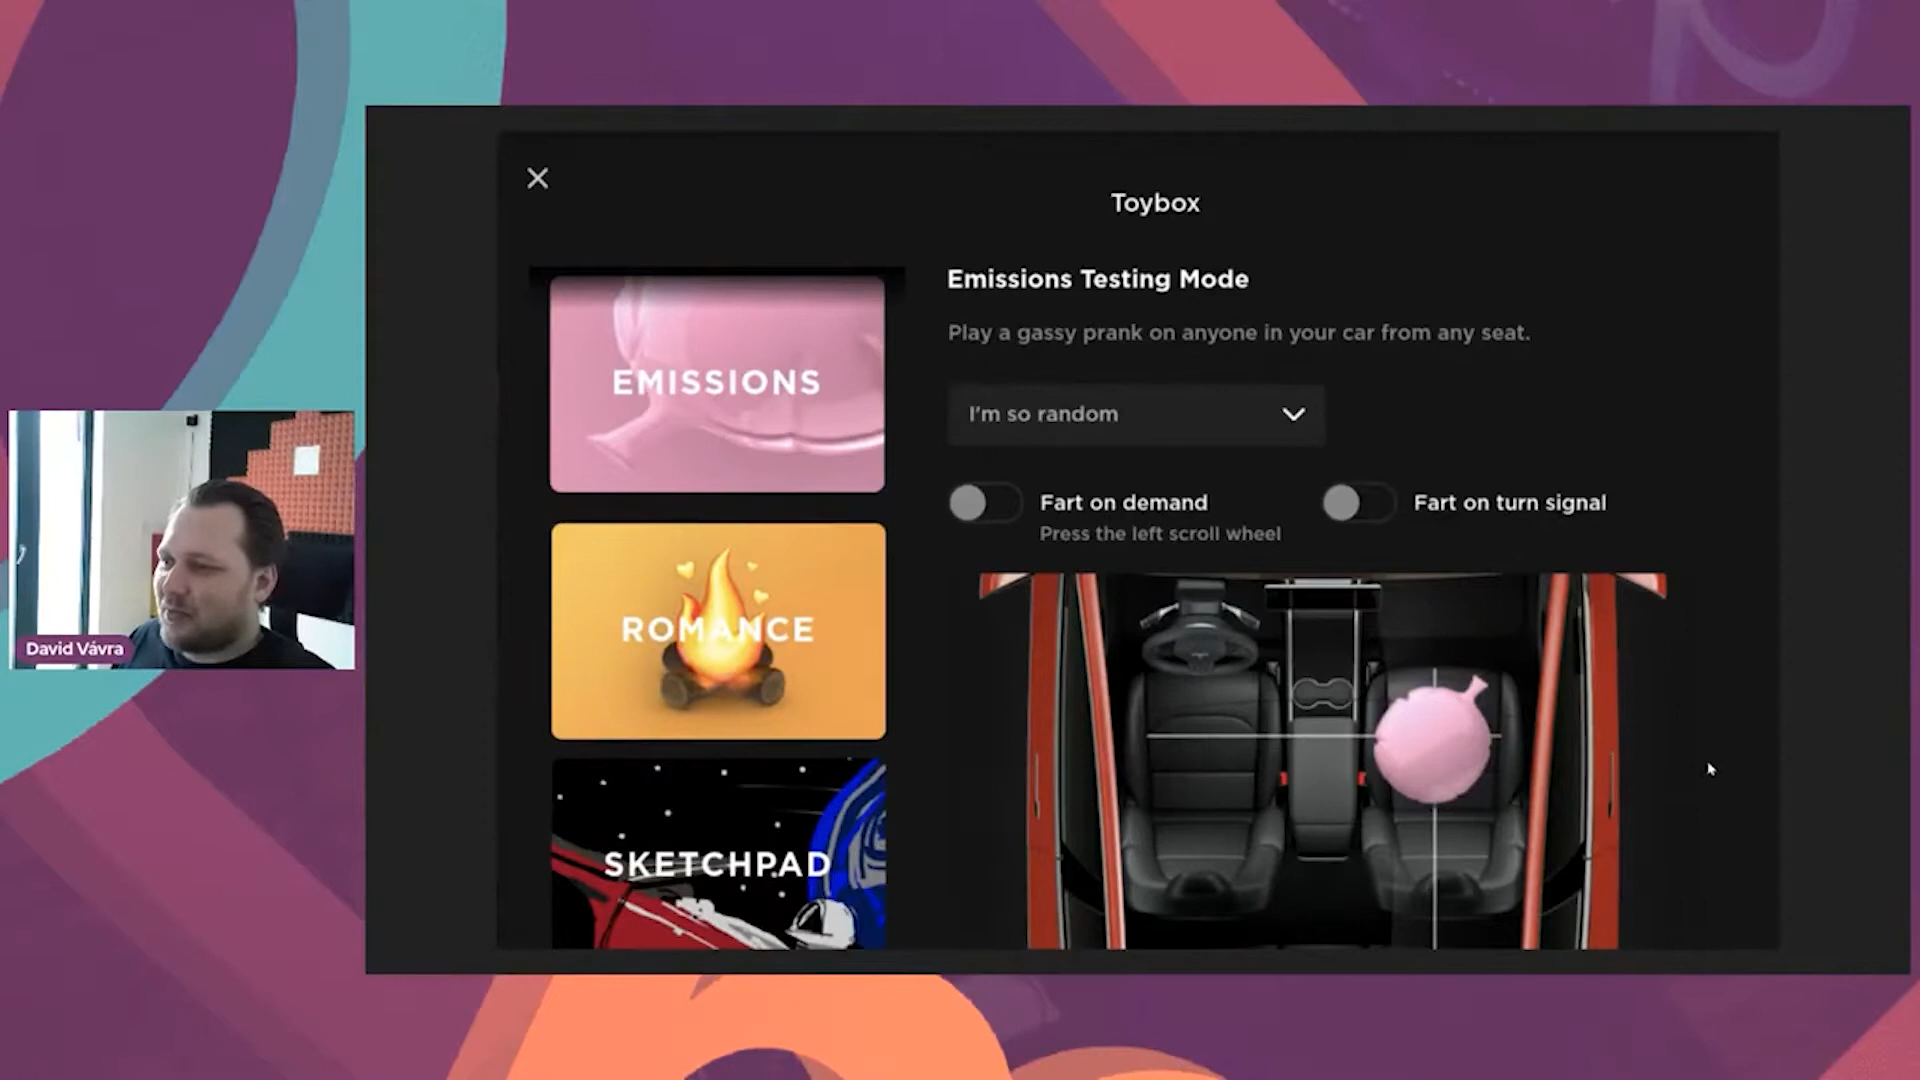 Toybox
EMISSIONS
ROMANCE
SKETCHPAD
Emissions Testing Mode
Play a gassy prank on anyone in your car from any seat.
I'm so random
Fart on demand
Press the left scroll wheel
Fart on turn signal
David Vávra